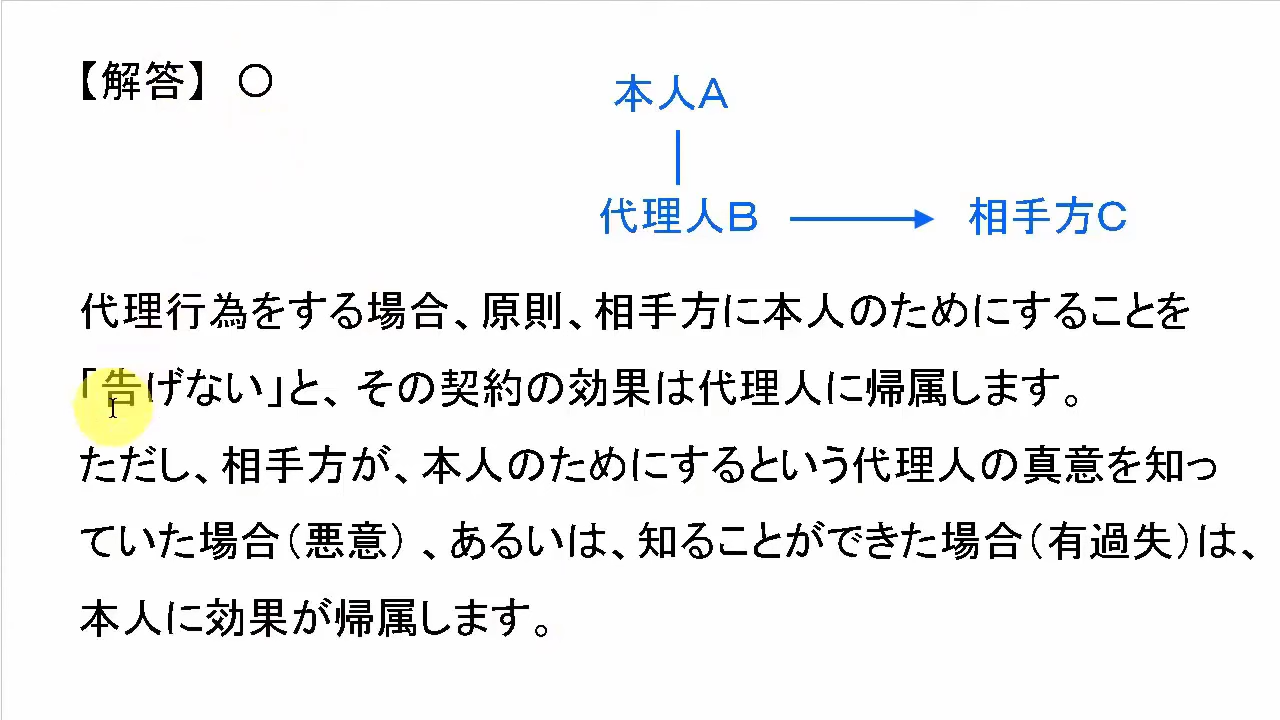 【解答】 ○
本人A
代理人B
相手方C
代理行為をする場合、原則、相手方に本人のためにすることを
「告げない」と、その契約の効果は代理人に帰属します。
ただし、相手方が、本人のためにするという代理人の真意を知っ
ていた場合（悪意）、あるいは、知ることができた場合（有過失）は、
本人に効果が帰属します。